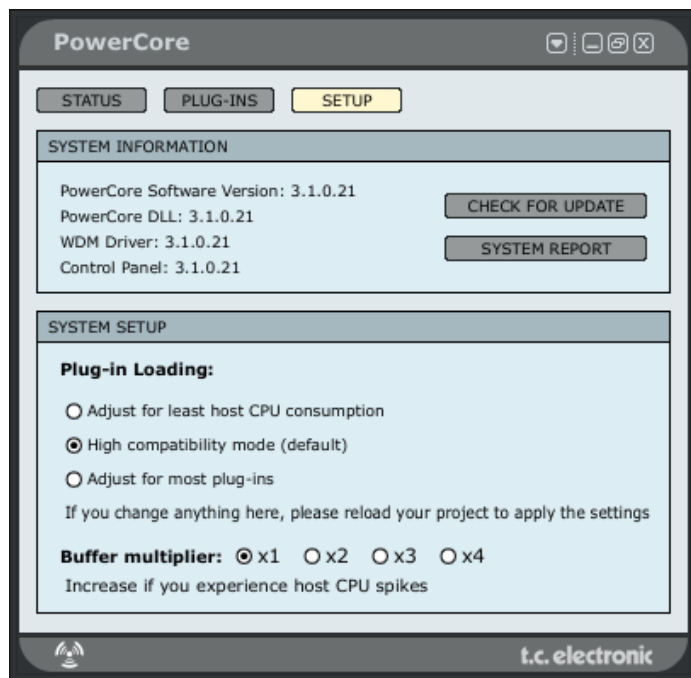 PowerCore
STATUS PLUG-INS SETUP
SYSTEM INFORMATION
PowerCore Software Version: 3.1.0.21
PowerCore DLL: 3.1.0.21
WDM Driver: 3.1.0.21
Control Panel: 3.1.0.21
CHECK FOR UPDATE
SYSTEM REPORT
SYSTEM SETUP
Plug-in Loading:
Adjust for least host CPU consumption
High compatibility mode (default)
Adjust for most plug-ins
If you change anything here, please reload your project to apply the settings
Buffer multiplier: x1 x2 x3 x4
Increase if you experience host CPU spikes
t.c. electronic